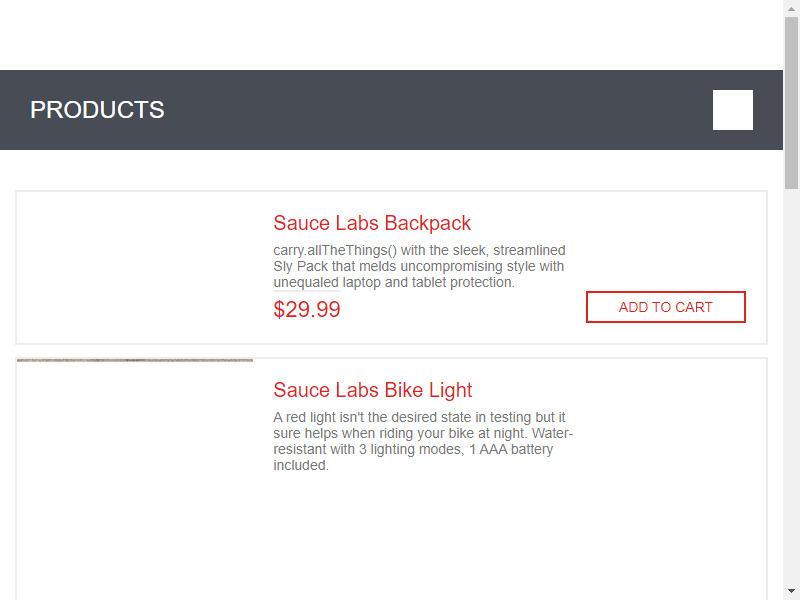 PRODUCTS
Sauce Labs Backpack
carry.allTheThings() with the sleek, streamlined
Sly Pack that melds uncompromising style with
unequaled laptop and tablet protection.
$29.99
ADD TO CART
Sauce Labs Bike Light
A red light isn't the desired state in testing but it
sure helps when riding your bike at night. Water-
resistant with 3 lighting modes, 1 AAA battery
included.